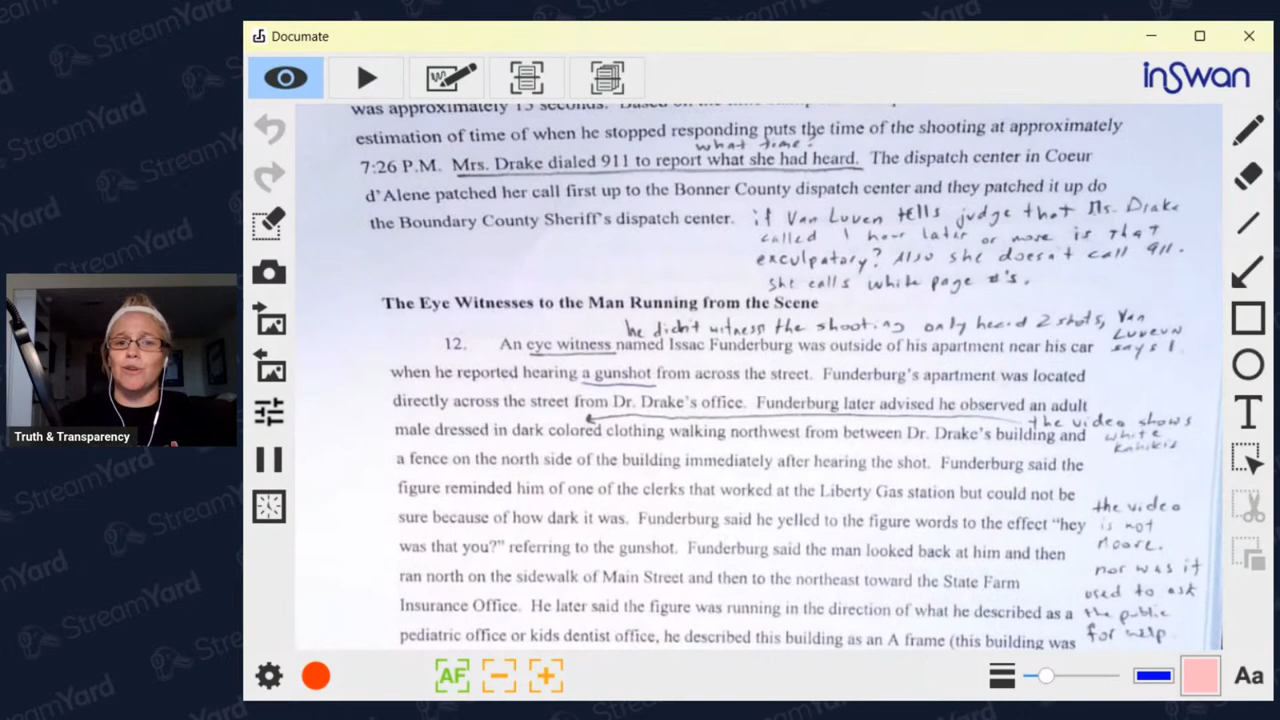 Documate
inSwan
was approximately 15 seconds. Based on the time
estimation of time of when he stopped responding puts the time of the shooting at approximately
what time?
7:26 P.M. Mrs. Drake dialed 911 to report what she had heard. The dispatch center in Coeur
d'Alene patched her call first up to the Bonner County dispatch center and they patched it up do
the Boundary County Sheriff's dispatch center.
if Van Luven tells judge that Ms. Drake
called 1 hour later or more is that
exculpatory? Also she doesn't call 911.
she calls white page #'s.
The Eye Witnesses to the Man Running from the Scene
he didn't witness the shooting only heard 2 shots, Van
Luveun
says 1.
12. An eye witness named Issac Funderburg was outside of his apartment near his car
when he reported hearing a gunshot from across the street. Funderburg's apartment was located
directly across the street from Dr. Drake's office. Funderburg later advised he observed an adult
the video shows
white
male dressed in dark colored clothing walking northwest from between Dr. Drake's building and
a fence on the north side of the building immediately after hearing the shot. Funderburg said the
figure reminded him of one of the clerks that worked at the Liberty Gas station but could not be
sure because of how dark it was. Funderburg said he yelled to the figure words to the effect "hey
was that you?" referring to the gunshot. Funderburg said the man looked back at him and then
ran north on the sidewalk of Main Street and then to the northeast toward the State Farm
Insurance Office. He later said the figure was running in the direction of what he described as a
pediatric office or kids dentist office, he described this building as an A frame (this building was
the video
is not
Moore.
nor was it
used to ask
the public
for help
Truth & Transparency
AF
T
Aa
StreamYard
StreamYard